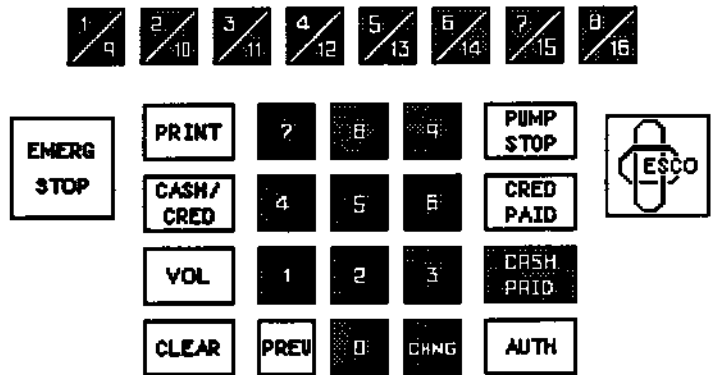 1/9 2/10 3/11 4/12 5/13 6/14 7/15 8/16
EMERG
STOP
PRINT 7 8 9 PUMP
STOP
ESCO
CASH/
CRED 4 5 6 CRED
PAID
VOL 1 2 3 CASH
PAID
CLEAR PREV 0 CHNG AUTH